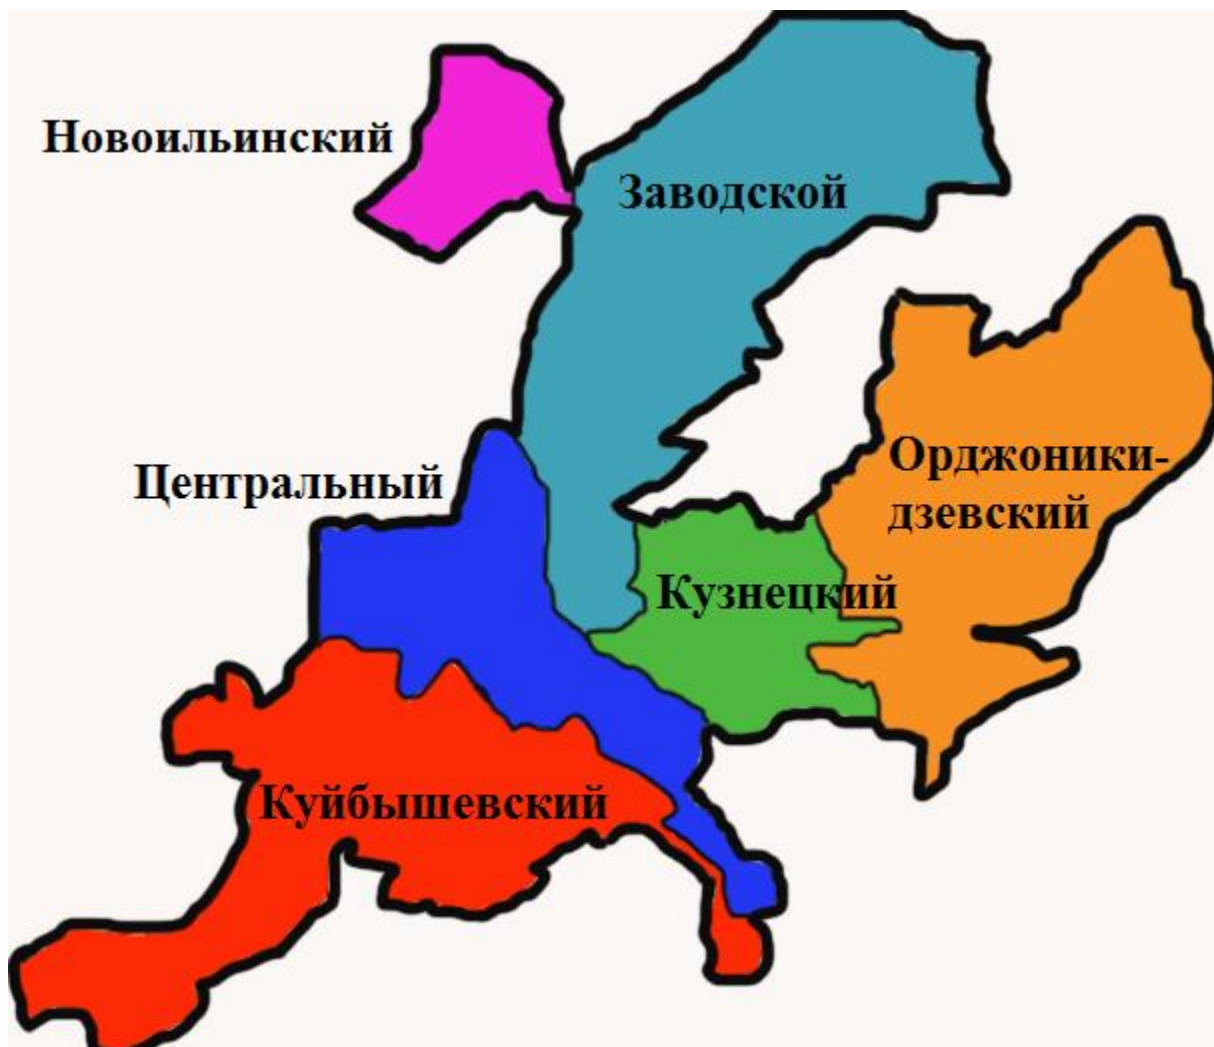 Новоильинский
Заводской
Орджоники-
дзевский
Центральный
Кузнецкий
Куйбышевский